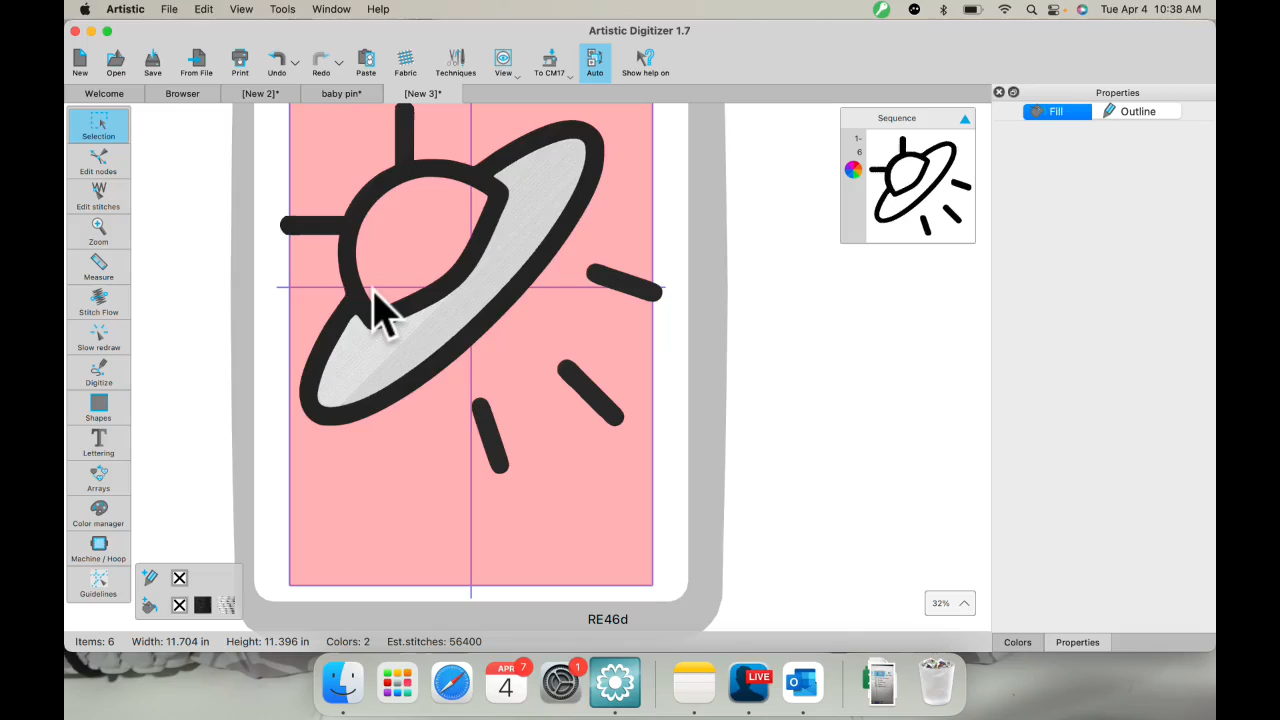 Artistic File Edit View Tools Window Help Tue Apr 4 10:38 AM
Artistic Digitizer 1.7
New Open Save From File Print Undo Redo Paste Fabric Techniques View To CM17 Auto Show help on
Welcome Browser [New 2]* baby pin* [New 3]* Properties
Fill Outline
Sequence
1-
6
Selection
Edit nodes
Edit stitches
Zoom
Measure
Stitch Flow
Slow redraw
Digitize
Shapes
Lettering
Arrays
Color manager
Machine / Hoop
Guidelines
32%
RE46d
Items: 6 Width: 11.704 in Height: 11.396 in Colors: 2 Est.stitches: 56400 Colors Properties
APR 7
4
1
LIVE